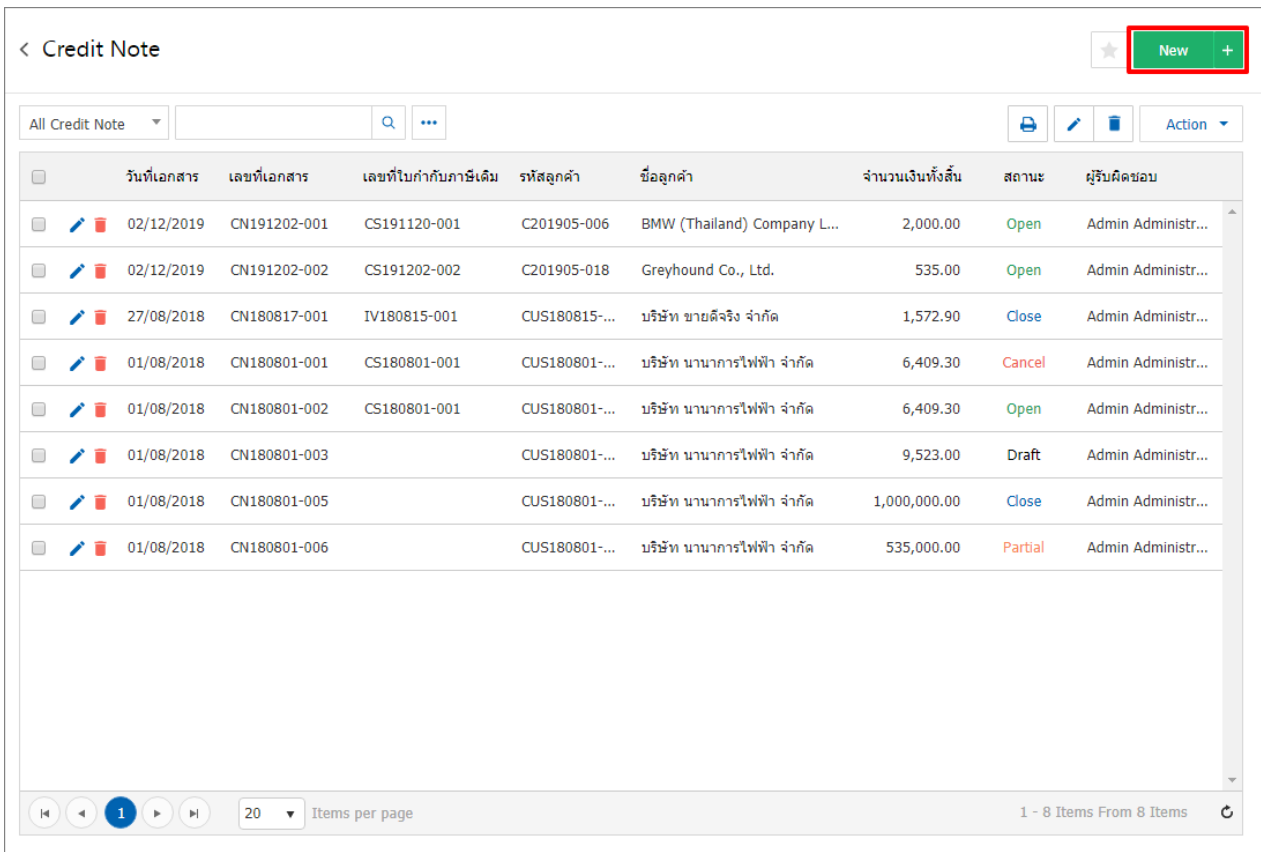 Credit Note
New +
All Credit Note
Action
วันที่เอกสาร เลขที่เอกสาร เลขที่ใบกำกับภาษีเดิม รหัสลูกค้า ชื่อลูกค้า จำนวนเงินทั้งสิ้น สถานะ ผู้รับผิดชอบ
02/12/2019 CN191202-001 CS191120-001 C201905-006 BMW (Thailand) Company L... 2,000.00 Open Admin Administr...
02/12/2019 CN191202-002 CS191202-002 C201905-018 Greyhound Co., Ltd. 535.00 Open Admin Administr...
27/08/2018 CN180817-001 IV180815-001 CUS180815-... บริษัท ขายดีจริง จำกัด 1,572.90 Close Admin Administr...
01/08/2018 CN180801-001 CS180801-001 CUS180801-... บริษัท นานาการไฟฟ้า จำกัด 6,409.30 Cancel Admin Administr...
01/08/2018 CN180801-002 CS180801-001 CUS180801-... บริษัท นานาการไฟฟ้า จำกัด 6,409.30 Open Admin Administr...
01/08/2018 CN180801-003 CUS180801-... บริษัท นานาการไฟฟ้า จำกัด 9,523.00 Draft Admin Administr...
01/08/2018 CN180801-005 CUS180801-... บริษัท นานาการไฟฟ้า จำกัด 1,000,000.00 Close Admin Administr...
01/08/2018 CN180801-006 CUS180801-... บริษัท นานาการไฟฟ้า จำกัด 535,000.00 Partial Admin Administr...
1 20 Items per page 1 - 8 Items From 8 Items